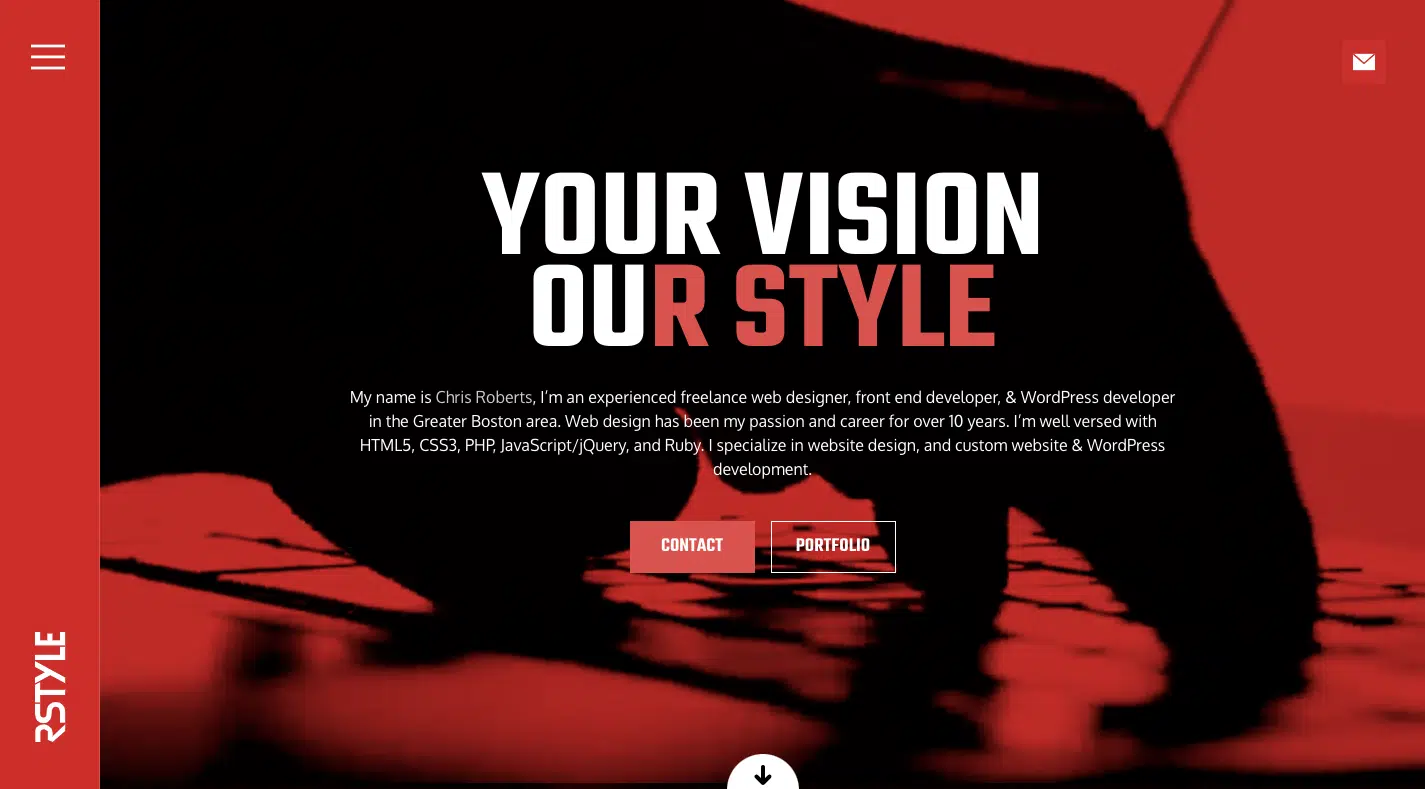 YOUR VISION
OUR STYLE
My name is Chris Roberts, I’m an experienced freelance web designer, front end developer, & WordPress developer
in the Greater Boston area. Web design has been my passion and career for over 10 years. I’m well versed with
HTML5, CSS3, PHP, JavaScript/jQuery, and Ruby. I specialize in website design, and custom website & WordPress
development.
CONTACT
PORTFOLIO
RSTYLE